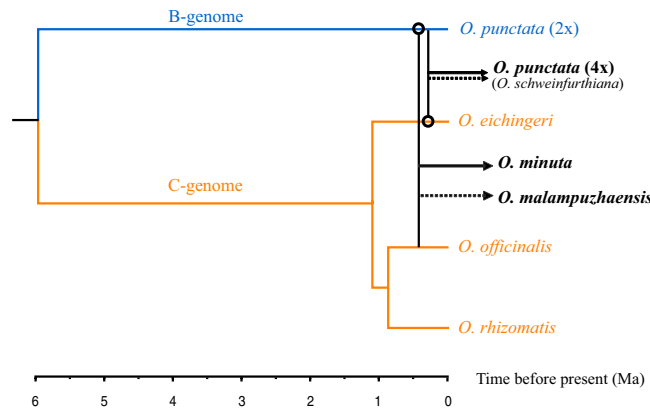 B-genome
O. punctata (2x)
O. punctata (4x)
(O. schweinfurthiana)
O. eichingeri
O. minuta
C-genome
O. malampuzhaensis
O. officinalis
O. rhizomatis
Time before present (Ma)
6 5 4 3 2 1 0